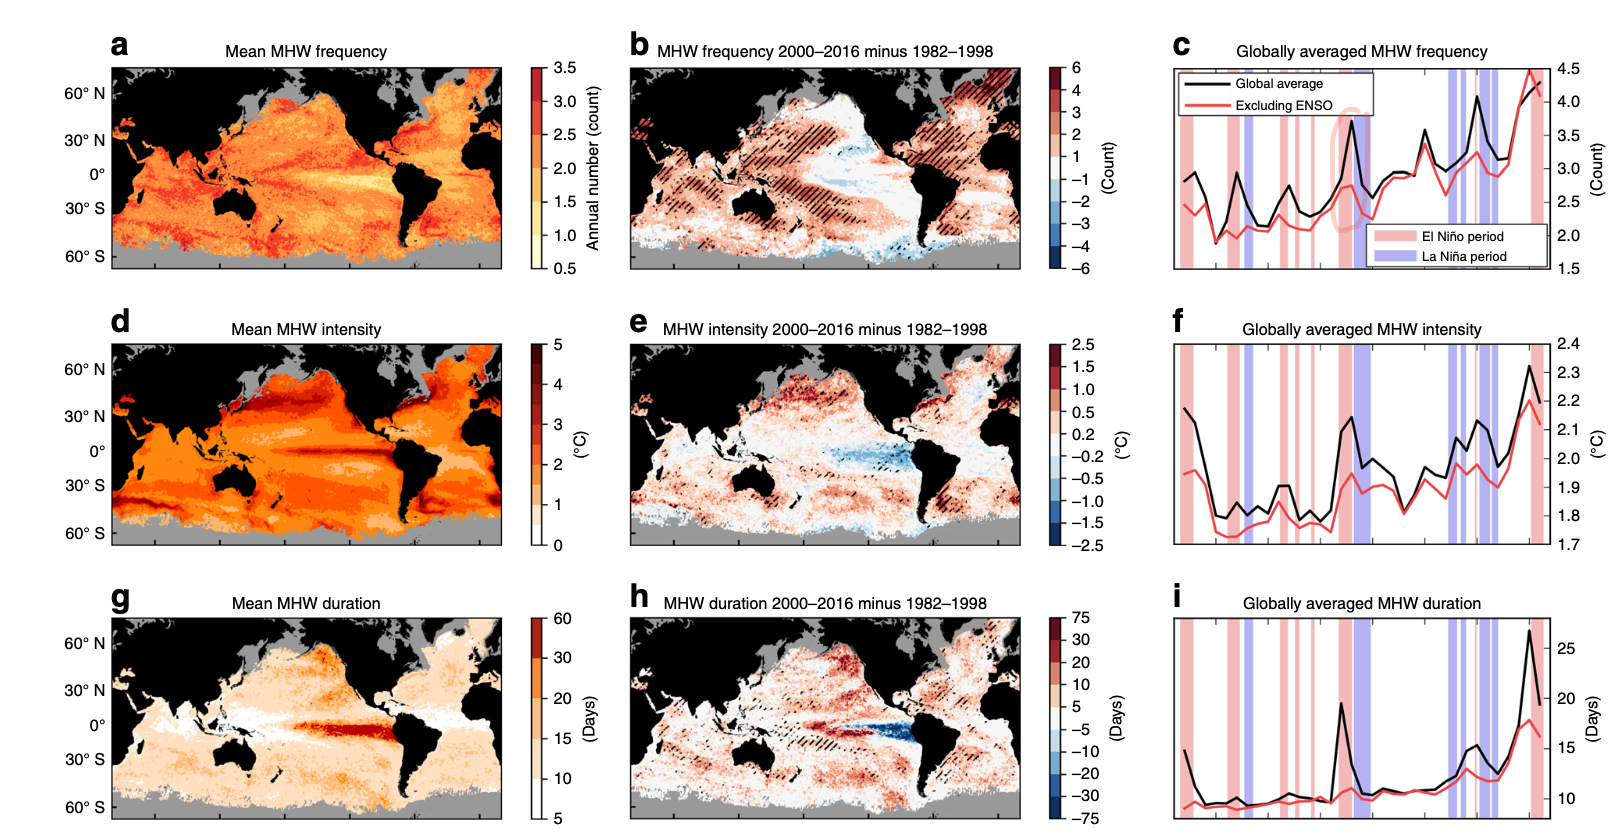 a Mean MHW frequency
60° N
30° N
0°
30° S
60° S
3.5
3.0
2.5
2.0
1.5
1.0
0.5
Annual number (count)
b MHW frequency 2000–2016 minus 1982–1998
6
4
3
2
1
−1
−2
−3
−4
−6
(Count)
c Globally averaged MHW frequency
Global average
Excluding ENSO
El Niño period
La Niña period
4.5
4.0
3.5
3.0
2.5
2.0
1.5
(Count)
d Mean MHW intensity
60° N
30° N
0°
30° S
60° S
5
4
3
2
1
0
(°C)
e MHW intensity 2000–2016 minus 1982–1998
2.5
1.5
1.0
0.5
0.2
−0.2
−0.5
−1.0
−1.5
−2.5
(°C)
f Globally averaged MHW intensity
2.4
2.3
2.2
2.1
2.0
1.9
1.8
1.7
(°C)
g Mean MHW duration
60° N
30° N
0°
30° S
60° S
60
30
20
15
10
5
(Days)
h MHW duration 2000–2016 minus 1982–1998
75
30
20
10
5
−5
−10
−20
−30
−75
(Days)
i Globally averaged MHW duration
25
20
15
10
(Days)